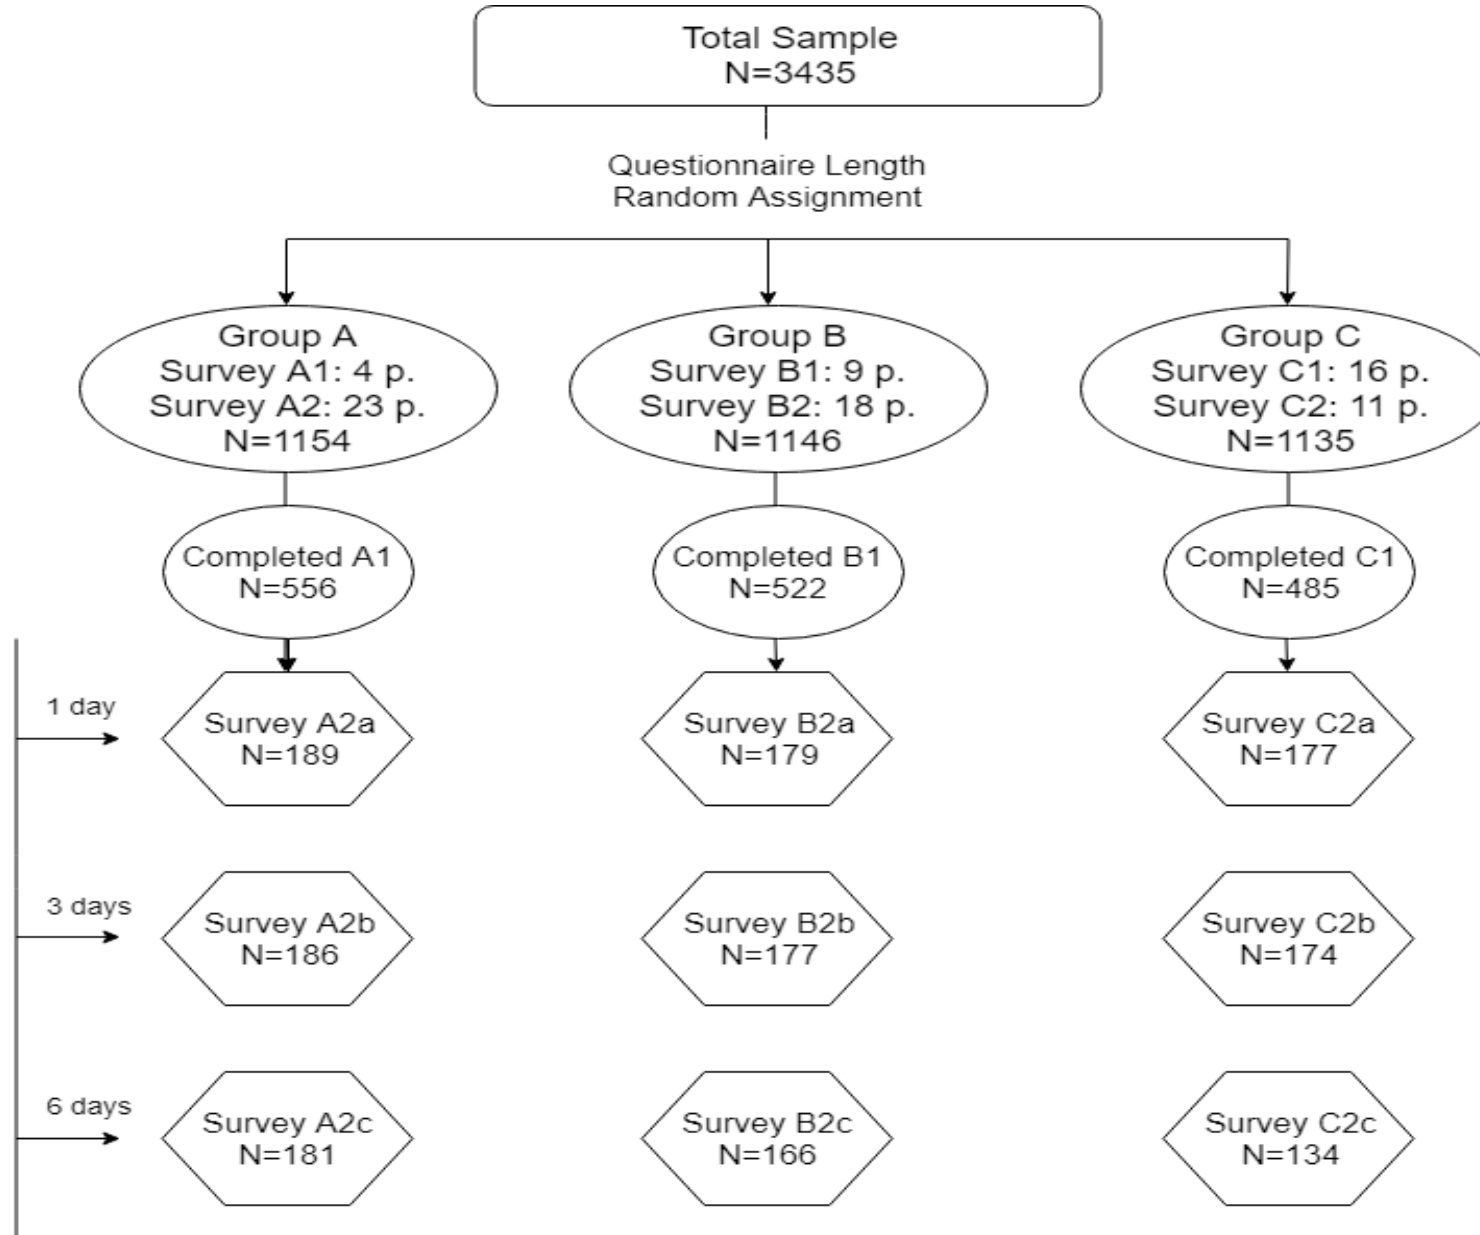 Total Sample
N=3435
Questionnaire Length
Random Assignment
Group A
Survey A1: 4 p.
Survey A2: 23 p.
N=1154
Group B
Survey B1: 9 p.
Survey B2: 18 p.
N=1146
Group C
Survey C1: 16 p.
Survey C2: 11 p.
N=1135
Completed A1
N=556
Completed B1
N=522
Completed C1
N=485
1 day
Survey A2a
N=189
Survey B2a
N=179
Survey C2a
N=177
3 days
Survey A2b
N=186
Survey B2b
N=177
Survey C2b
N=174
6 days
Survey A2c
N=181
Survey B2c
N=166
Survey C2c
N=134